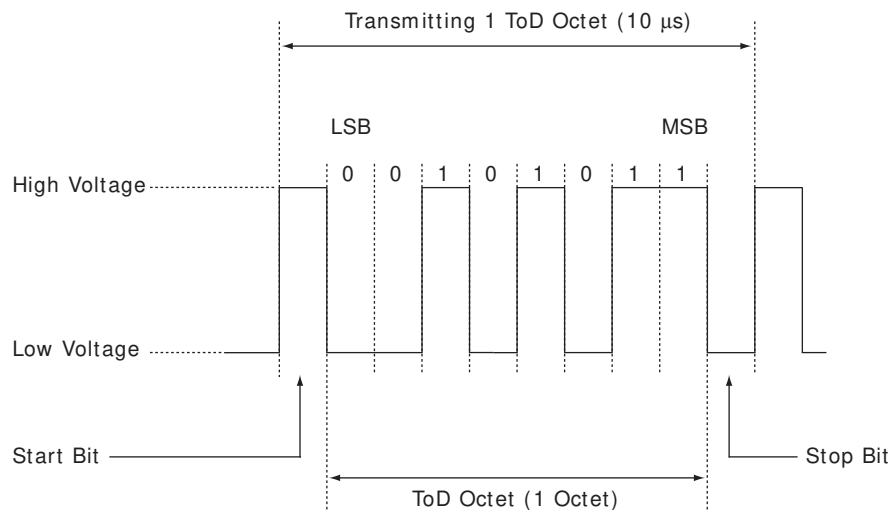 Transmitting 1 ToD Octet (10 μs)
LSB MSB
0 0 1 0 1 0 1 1
High Voltage
Low Voltage
Start Bit
Stop Bit
ToD Octet (1 Octet)